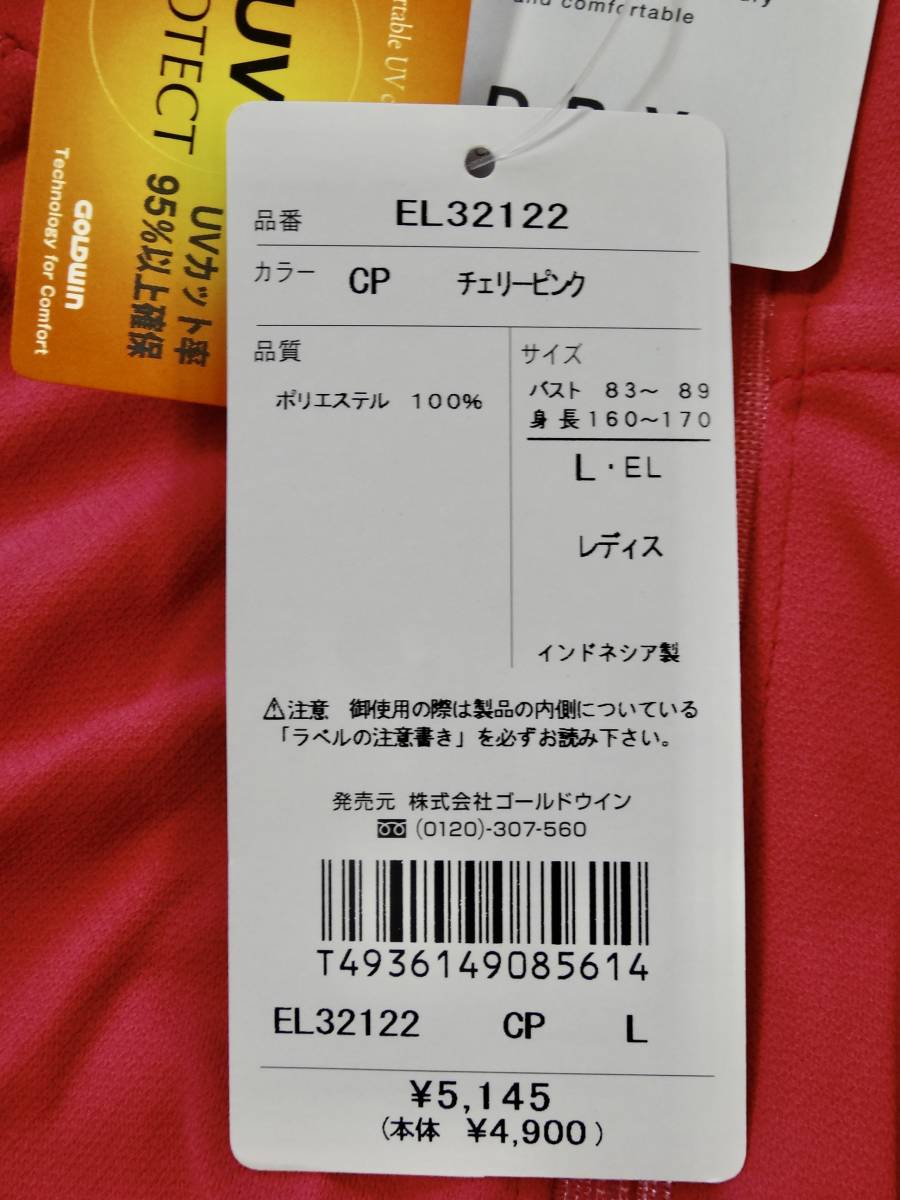 and comfortable
UV
GOLDWIN
Technology for Comfort
UVカット率
95%以上確保
品番 EL32122
カラー CP チェリーピンク
品質
ポリエステル 100%
サイズ
バスト 83～ 89
身長160～170
L・EL
レディス
インドネシア製
⚠注意 御使用の際は製品の内側についている
「ラベルの注意書き」を必ずお読み下さい。
発売元 株式会社ゴールドウイン
(0120)-307-560
T4936149085614
EL32122 CP L
¥5,145
(本体 ¥4,900)